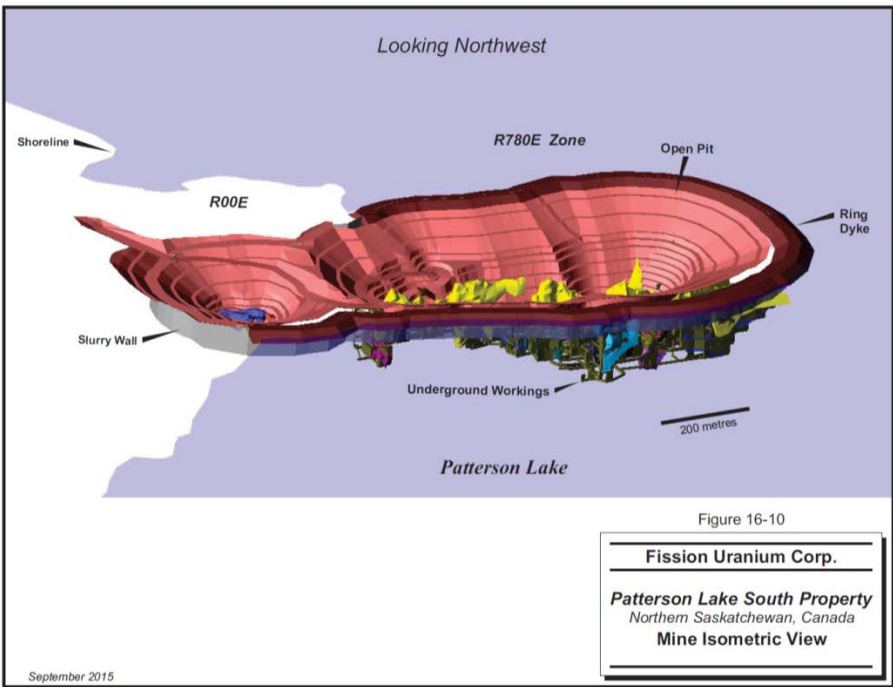 Looking Northwest
Shoreline
R780E Zone
Open Pit
R00E
Ring
Dyke
Slurry Wall
Underground Workings
200 metres
Patterson Lake
Figure 16-10
Fission Uranium Corp.
Patterson Lake South Property
Northern Saskatchewan, Canada
Mine Isometric View
September 2015